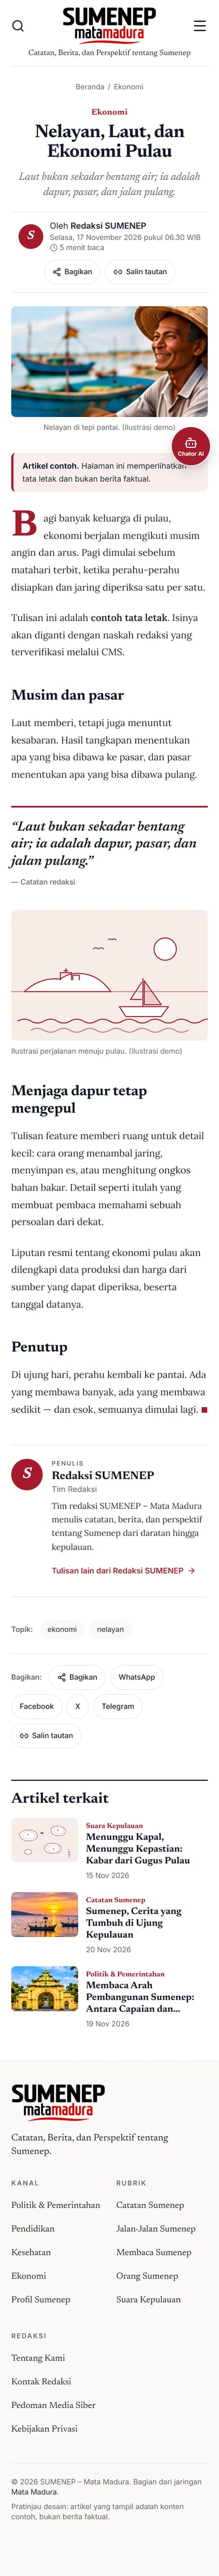 SUMENEP
matamadura
Catatan, Berita, dan Perspektif tentang Sumenep
Beranda / Ekonomi
Ekonomi
Nelayan, Laut, dan
Ekonomi Pulau
Laut bukan sekadar bentang air; ia adalah
dapur, pasar, dan jalan pulang.
S
Oleh Redaksi SUMENEP
Selasa, 17 November 2026 pukul 06.30 WIB
5 menit baca
Bagikan
Salin tautan
Nelayan di tepi pantai. (Ilustrasi demo)
Chator AI
Artikel contoh. Halaman ini memperlihatkan
tata letak dan bukan berita faktual.
Bagi banyak keluarga di pulau,
ekonomi berjalan mengikuti musim
angin dan arus. Pagi dimulai sebelum
matahari terbit, ketika perahu-perahu
disiapkan dan jaring diperiksa satu per satu.
Tulisan ini adalah contoh tata letak. Isinya
akan diganti dengan naskah redaksi yang
terverifikasi melalui CMS.
Musim dan pasar
Laut memberi, tetapi juga menuntut
kesabaran. Hasil tangkapan menentukan
apa yang bisa dibawa ke pasar, dan pasar
menentukan apa yang bisa dibawa pulang.
“Laut bukan sekadar bentang
air; ia adalah dapur, pasar, dan
jalan pulang.”
— Catatan redaksi
Ilustrasi perjalanan menuju pulau. (Ilustrasi demo)
Menjaga dapur tetap
mengepul
Tulisan feature memberi ruang untuk detail
kecil: cara orang menambal jaring,
menyimpan es, atau menghitung ongkos
bahan bakar. Detail seperti itulah yang
membuat pembaca memahami sebuah
persoalan dari dekat.
Liputan resmi tentang ekonomi pulau akan
dilengkapi data produksi dan harga dari
sumber yang dapat diperiksa, beserta
tanggal datanya.
Penutup
Di ujung hari, perahu kembali ke pantai. Ada
yang membawa banyak, ada yang membawa
sedikit — dan esok, semuanya dimulai lagi.
S
PENULIS
Redaksi SUMENEP
Tim Redaksi
Tim redaksi SUMENEP – Mata Madura
menulis catatan, berita, dan perspektif
tentang Sumenep dari daratan hingga
kepulauan.
Tulisan lain dari Redaksi SUMENEP →
Topik: ekonomi nelayan
Bagikan: Bagikan WhatsApp
Facebook X Telegram
Salin tautan
Artikel terkait
Suara Kepulauan
Menunggu Kapal,
Menunggu Kepastian:
Kabar dari Gugus Pulau
15 Nov 2026
Catatan Sumenep
Sumenep, Cerita yang
Tumbuh di Ujung
Kepulauan
20 Nov 2026
Politik & Pemerintahan
Membaca Arah
Pembangunan Sumenep:
Antara Capaian dan...
19 Nov 2026
SUMENEP
matamadura
Catatan, Berita, dan Perspektif tentang
Sumenep.
KANAL
Politik & Pemerintahan
Pendidikan
Kesehatan
Ekonomi
Profil Sumenep
RUBRIK
Catatan Sumenep
Jalan-Jalan Sumenep
Membaca Sumenep
Orang Sumenep
Suara Kepulauan
REDAKSI
Tentang Kami
Kontak Redaksi
Pedoman Media Siber
Kebijakan Privasi
© 2026 SUMENEP – Mata Madura. Bagian dari jaringan
Mata Madura.
Pratinjau desain: artikel yang tampil adalah konten
contoh, bukan berita faktual.